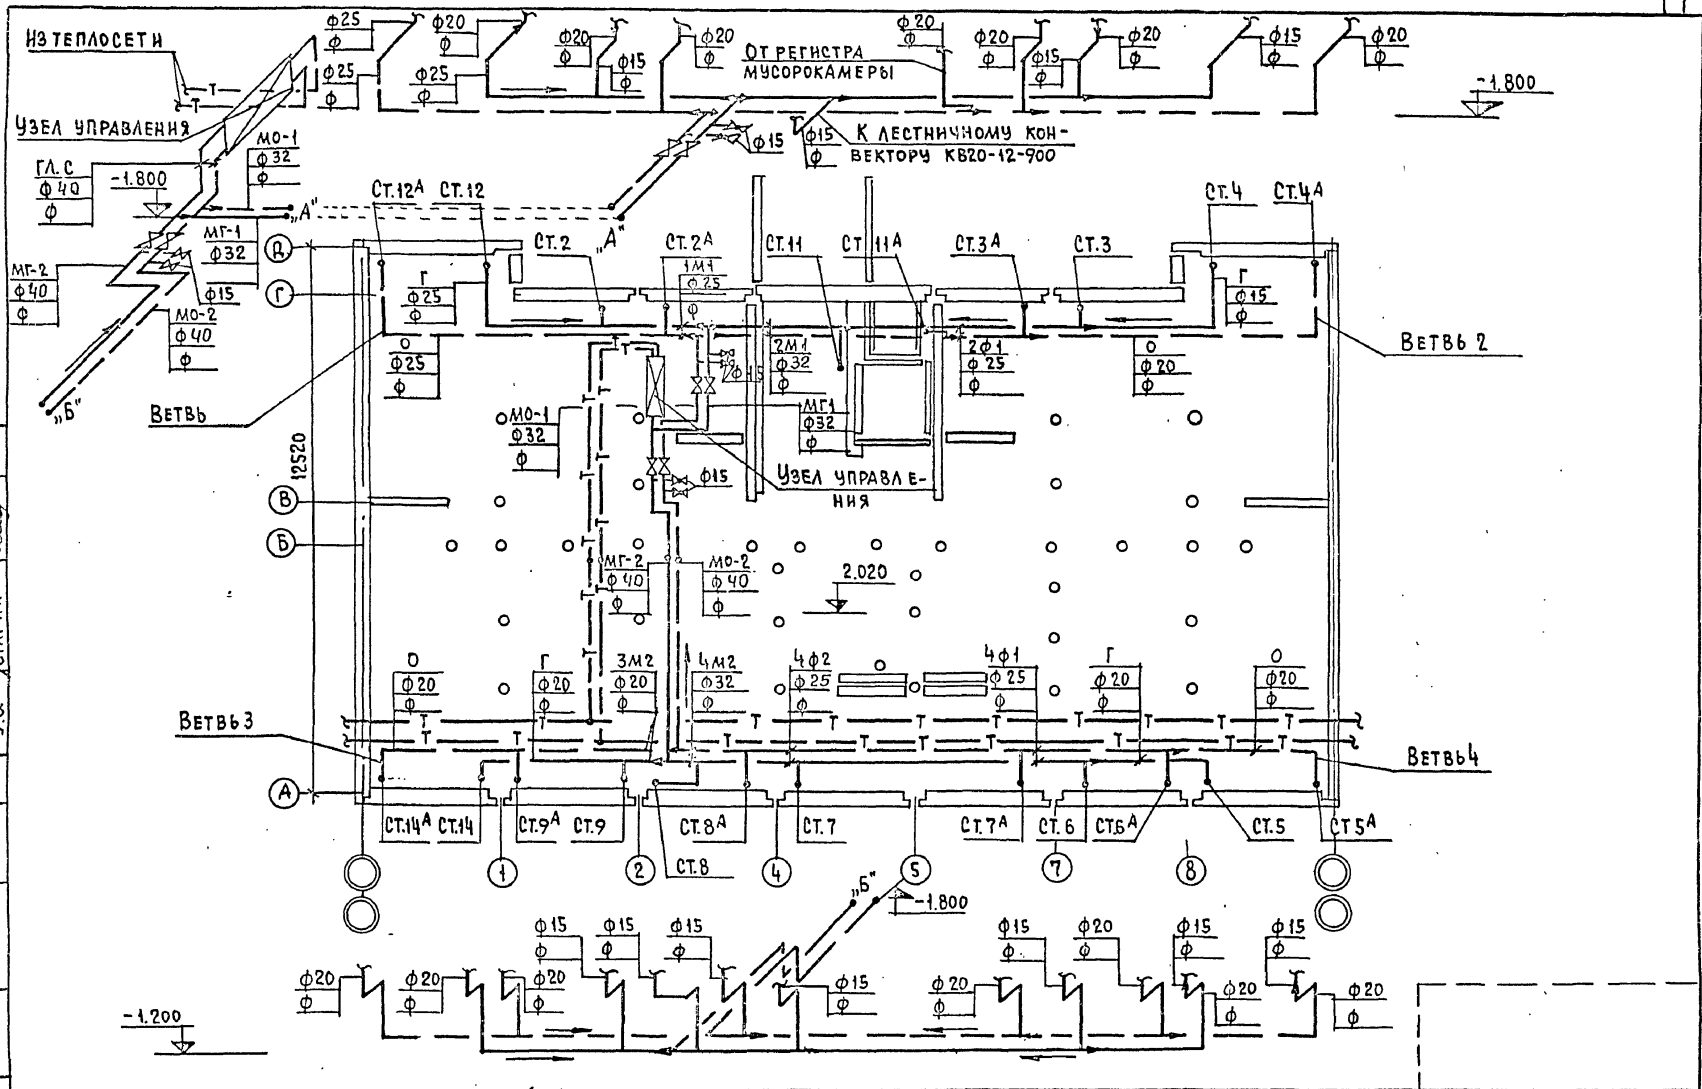 ИЗ ТЕПЛОСЕТИ
ф25
ф
ф20
ф
ф20
ф
ф20
ф
ф20
ф
ф20
ф
ф20
ф
ф15
ф
ф20
ф
ф25
ф
ф25
ф
ф15
ф
ОТ РЕГИСТРА
МУСОРОКАМЕРЫ
ф15
ф
-1.800
УЗЕЛ УПРАВЛЕНИЯ
МО-1
ф32
ф
ф15
ф15
ф
К ЛЕСТНИЧНОМУ КОН-
ВЕКТОРУ КВ20-12-900
ГЛ. С
ф40
ф
-1.800
„А"
„А"
СТ.12А
СТ.12
СТ.2
СТ.2А
СТ.11
СТ.11А
СТ.3А
СТ.3
СТ.4
СТ.4А
МГ-1
ф32
ф
МГ-2
ф40
ф
ф15
МО-2
ф40
ф
„Б"
Д
Г
Г
ф25
ф
1М1
ф25
ф
Г
ф15
ф
О
ф25
ф
2М1
ф32
ф
2ф1
ф25
ф
О
ф20
ф
ВЕТВЬ
ВЕТВЬ 2
Т
МО-1
ф32
ф
МГ1
ф32
ф
12520
ф15
УЗЕЛ УПРАВЛЕ-
НИЯ
В
Б
МГ-2
ф40
ф
МО-2
ф40
ф
2.020
О
ф20
ф
Г
ф20
ф
3М2
ф20
ф
4М2
ф32
ф
4ф2
ф25
ф
4ф1
ф25
ф
Г
ф20
ф
О
ф20
ф
ВЕТВЬ3
Т Т Т Т Т Т Т Т Т Т
Т Т Т Т Т Т Т Т
ВЕТВЬ4
А
СТ.14А
СТ.14
СТ.9А
СТ.9
СТ.8А
СТ.7
СТ.7А
СТ.6
СТ.6А
СТ.5
СТ 5А
СТ.8
1
2
4
5
7
8
„Б"
-1.800
ф15
ф
ф15
ф
ф15
ф
ф15
ф
ф20
ф
ф15
ф
ф15
ф
ф20
ф
ф20
ф
ф20
ф
ф15
ф
ф20
ф
ф20
ф
ф20
ф
-1.200